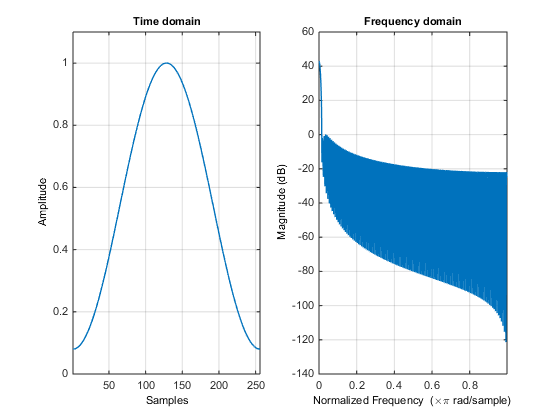 Time domain
Amplitude
1
0.8
0.6
0.4
0.2
0
50 100 150 200 250
Samples
Frequency domain
Magnitude (dB)
60
40
20
0
-20
-40
-60
-80
-100
-120
-140
0 0.2 0.4 0.6 0.8
Normalized Frequency (×π rad/sample)